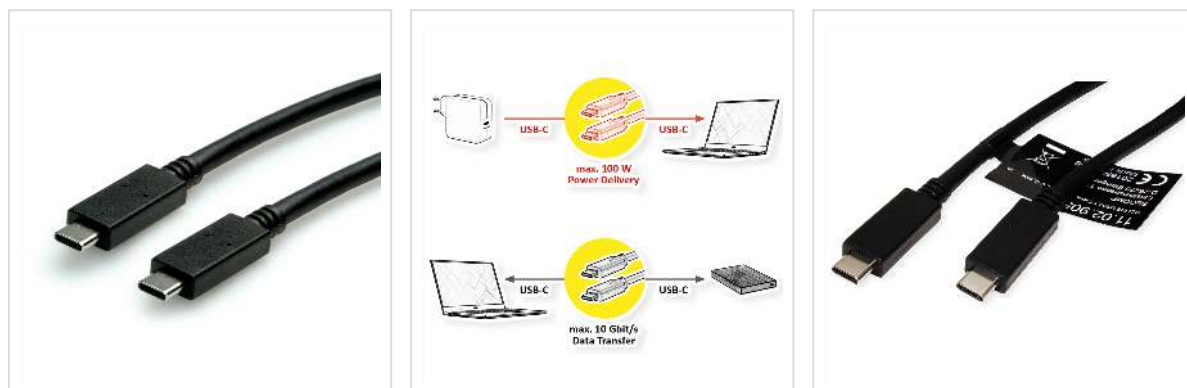 USB-C
USB-C
max. 100 W
Power Delivery
USB-C
USB-C
max. 10 Gbit/s
Data Transfer
11.02.90